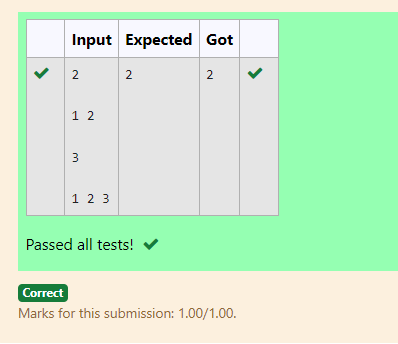 Input Expected Got
2 2 2
1 2
3
1 2 3
Passed all tests!
Correct
Marks for this submission: 1.00/1.00.